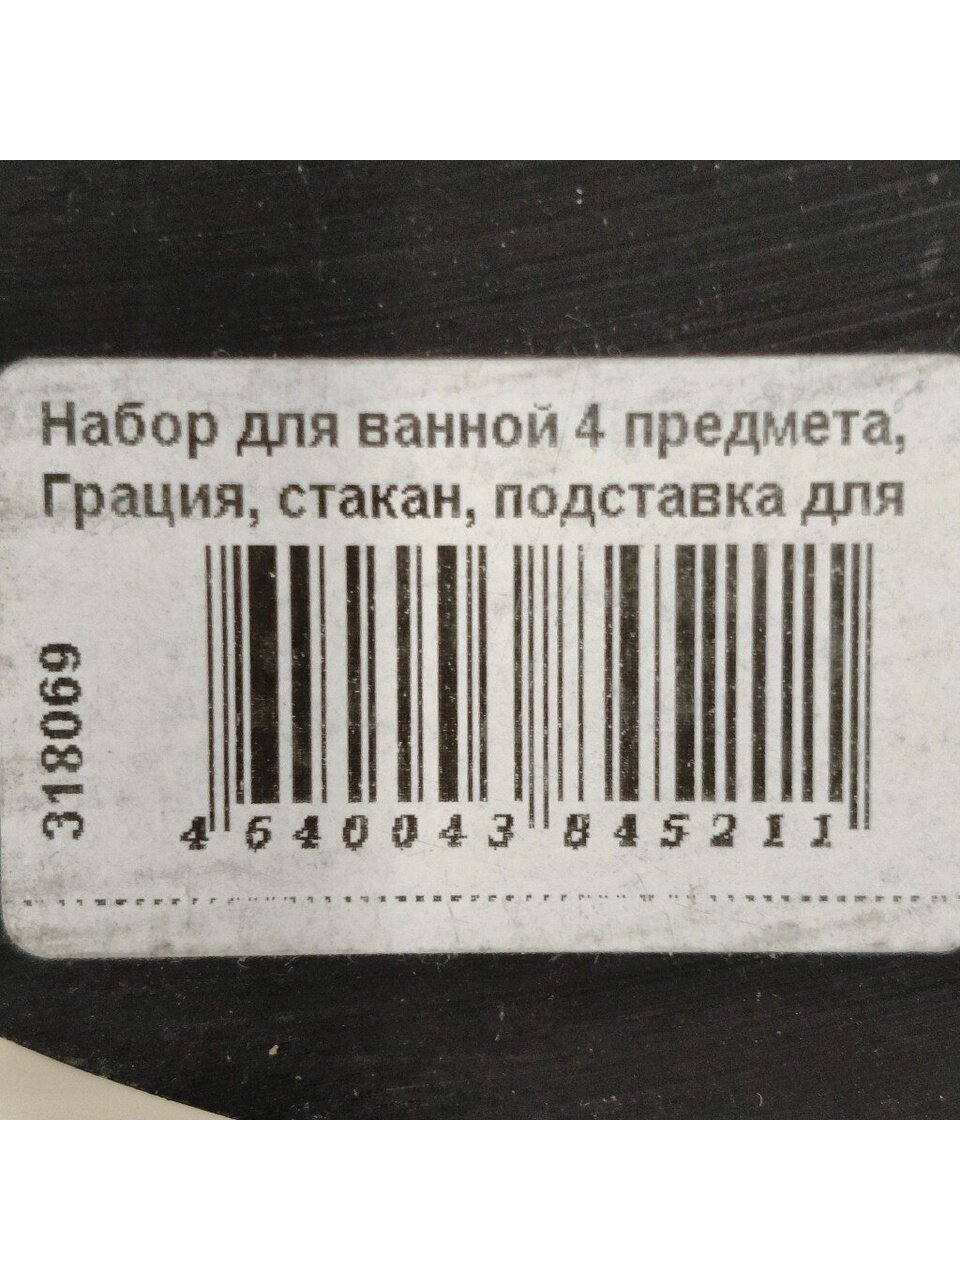 Набор для ванной 4 предмета,
Грация, стакан, подставка для
318069
4 640043 845211